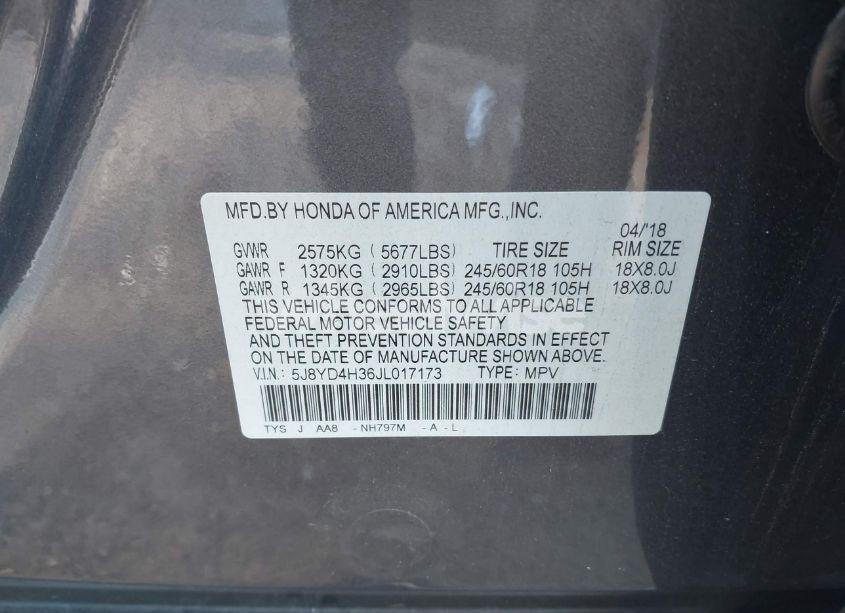 MFD.BY HONDA OF AMERICA MFG.,INC.
04/'18
GVWR 2575KG (5677LBS) TIRE SIZE RIM SIZE
GAWR F 1320KG (2910LBS) 245/60R18 105H 18X8.0J
GAWR R 1345KG (2965LBS) 245/60R18 105H 18X8.0J
THIS VEHICLE CONFORMS TO ALL APPLICABLE
FEDERAL MOTOR VEHICLE SAFETY
AND THEFT PREVENTION STANDARDS IN EFFECT
ON THE DATE OF MANUFACTURE SHOWN ABOVE.
V.I.N.: 5J8YD4H36JL017173 TYPE: MPV
TYS J AA8 -NH797M -A-L